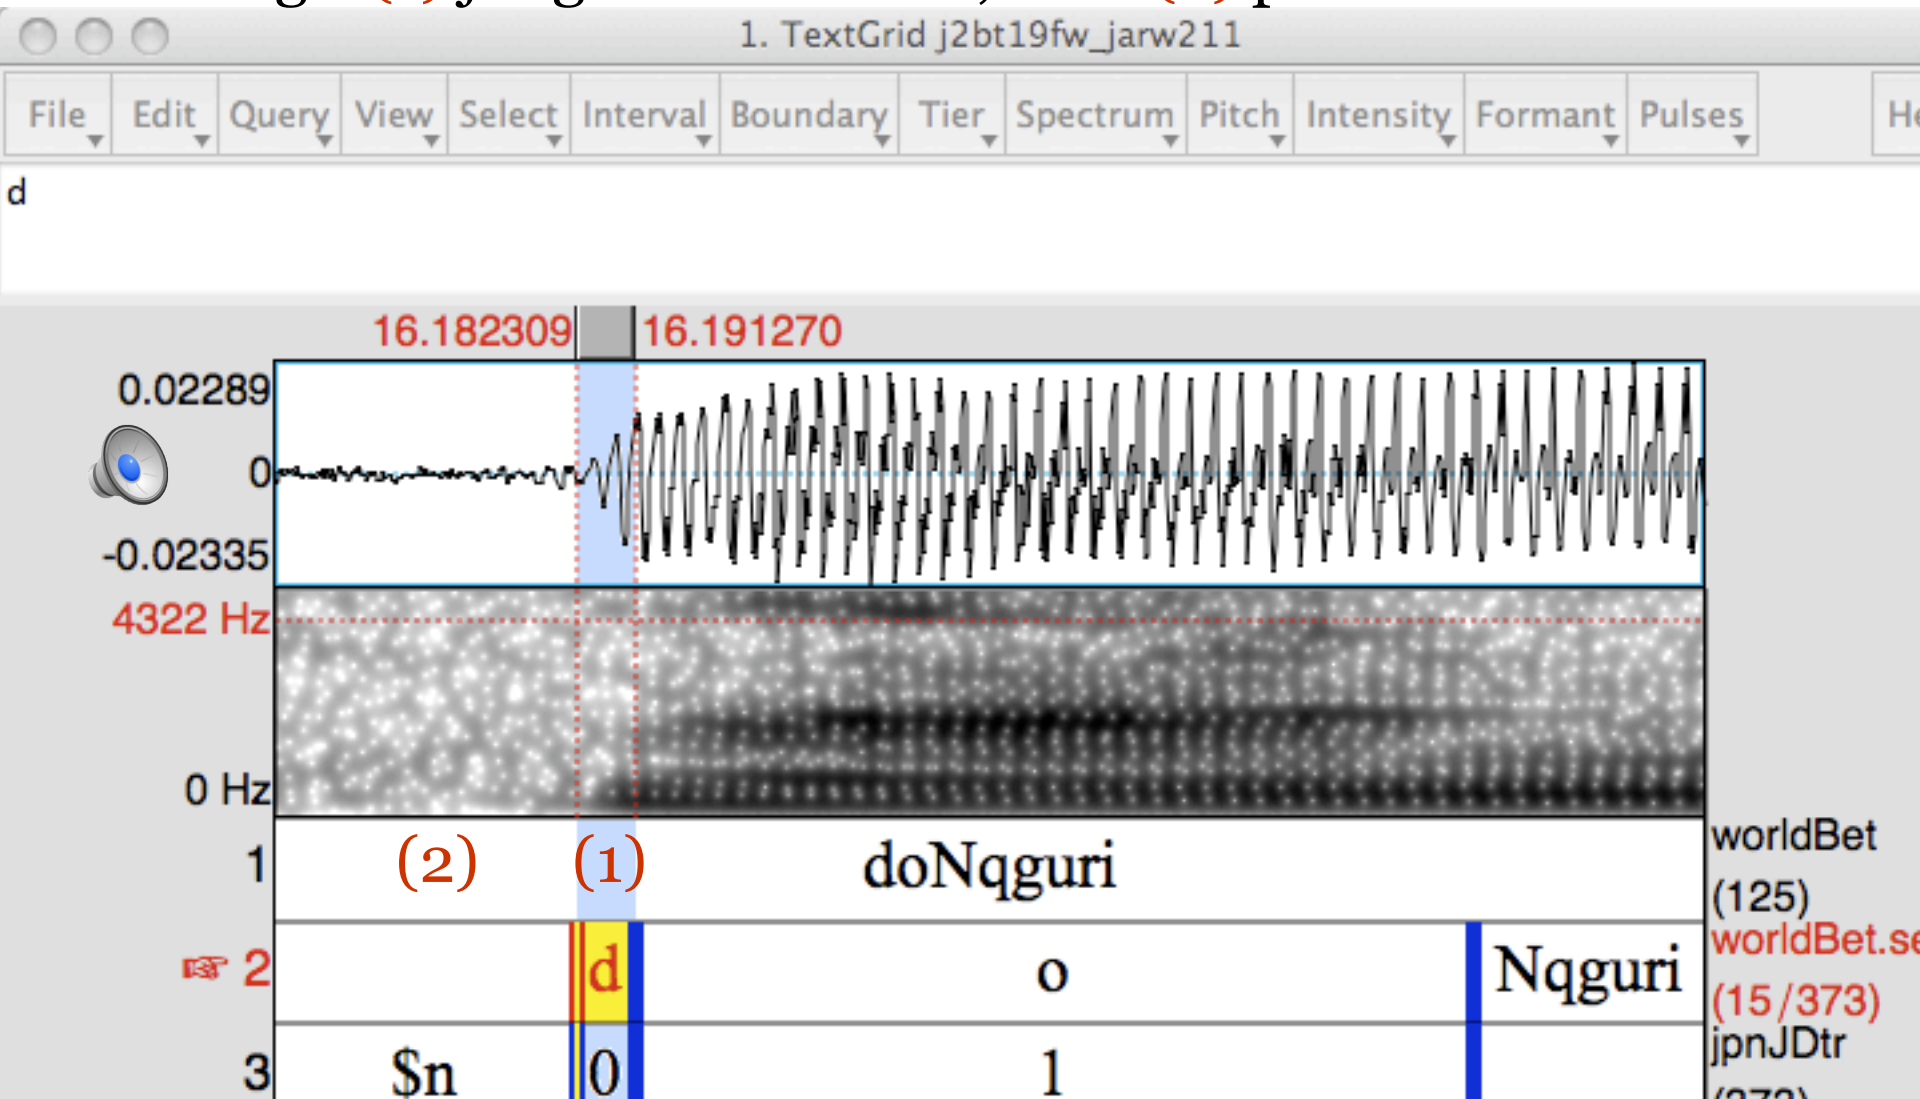 1. TextGrid j2bt19fw_jarw211
File Edit Query View Select Interval Boundary Tier Spectrum Pitch Intensity Formant Pulses
d
16.182309 16.191270
0.02289
0
-0.02335
4322 Hz
0 Hz
1 (2) (1) doNqguri worldBet
(125)
2 d o Nqguri
(15/373)
3 $n 0 1 jpnJDtr